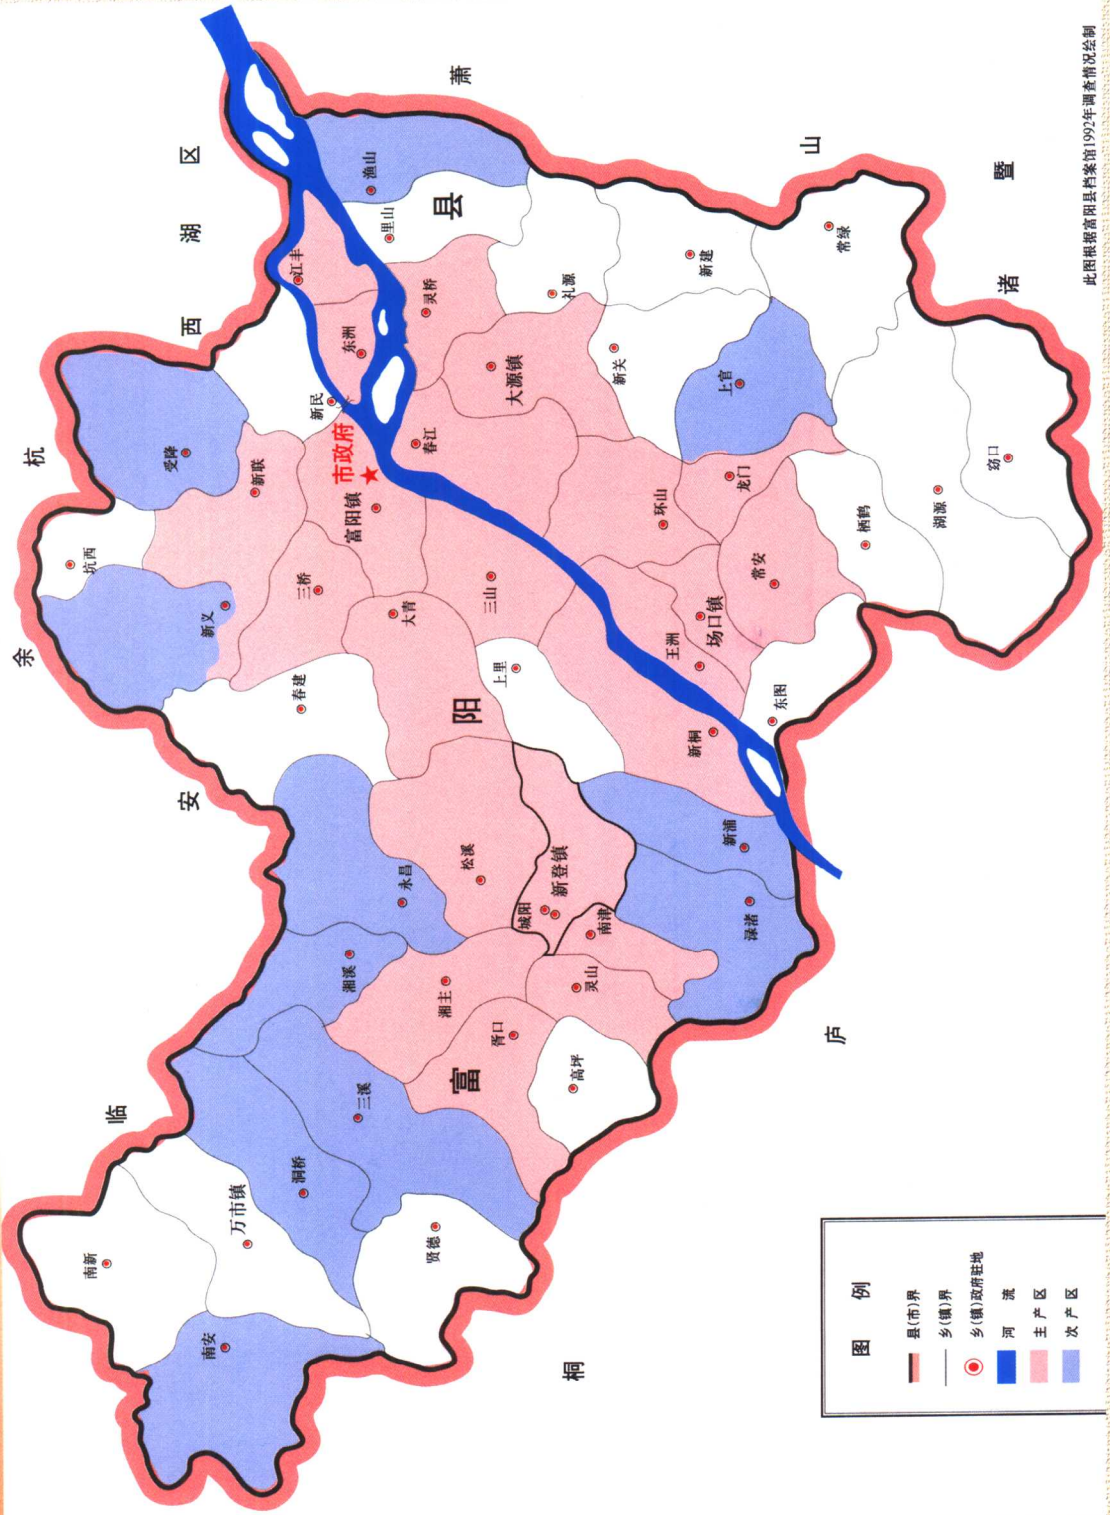 杭
余
安
临
西湖区
萧山
诸暨
桐庐
富阳县
市政府
南新
万市镇
南安
洞桥
贤德
三溪
湘溪
永昌
湘主
胥口
高坪
松溪
城阳
新登镇
南津
灵山
渌渚
新浦
春建
坑西
新义
受降
新联
三桥
大青
富阳镇
三山
上里
新民
东洲
江丰
渔山
里山
灵桥
春江
大源镇
礼源
新建
新关
上官
常绿
环山
龙门
常安
场口镇
王洲
新桐
东图
栖鹤
湖源
窈口
图例
县(市)界
乡(镇)界
乡(镇)政府驻地
河流
主产区
次产区
此图根据富阳县档案馆1992年调查情况绘制